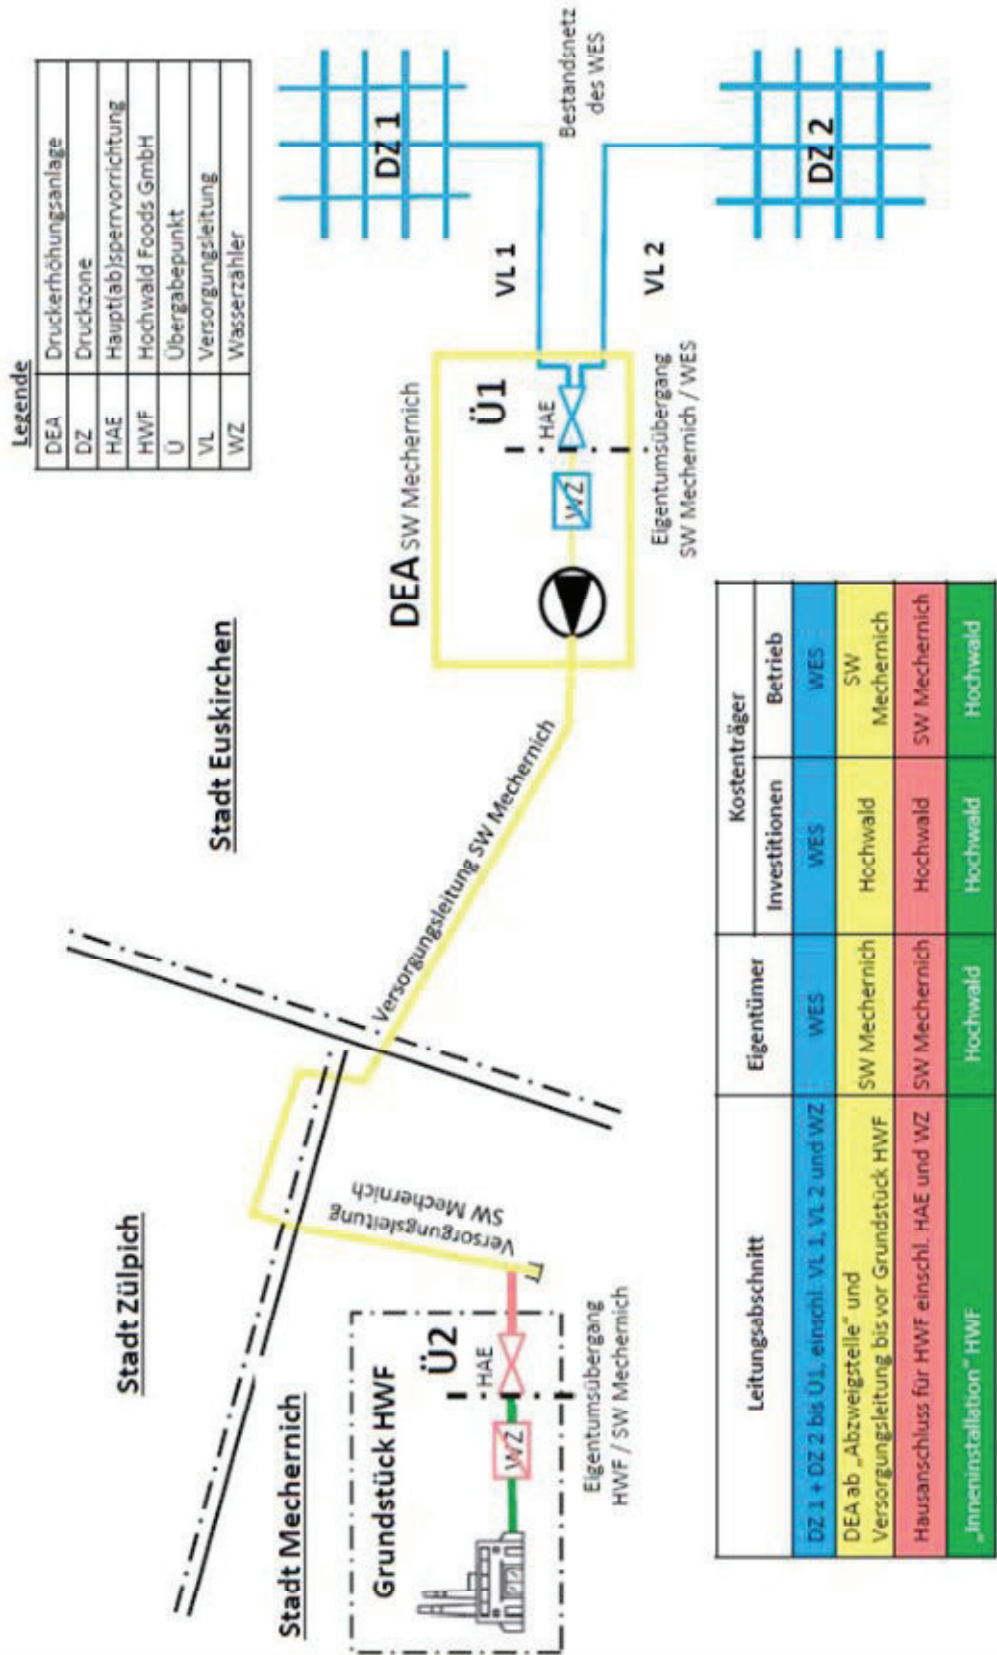 Legende
DEA Druckerhöhungsanlage
DZ Druckzone
HAE Haupt(ab)sperrvorrichtung
HWF Hochwald Foods GmbH
Ü Übergabepunkt
VL Versorgungsleitung
WZ Wasserzähler
Stadt Zülpich
Stadt Euskirchen
Stadt Mechernich
Grundstück HWF
Ü2
HAE
WZ
Eigentumsübergang
HWF / SW Mechernich
Versorgungsleitung
SW Mechernich
Versorgungsleitung SW Mechernich
DEA SW Mechernich
Ü1
HAE
WZ
Eigentumsübergang
SW Mechernich / WES
VL 1
VL 2
DZ 1
Bestandsnetz
des WES
DZ 2
Leitungsabschnitt Eigentümer Kostenträger
Investitionen Betrieb
DZ 1 + DZ 2 bis Ü1, einschl. VL 1, VL 2 und WZ WES WES WES
DEA ab „Abzweigstelle" und
Versorgungsleitung bis vor Grundstück HWF SW Mechernich Hochwald SW
Mechernich
Hausanschluss für HWF einschl. HAE und WZ SW Mechernich Hochwald SW Mechernich
„Inneninstallation" HWF Hochwald Hochwald Hochwald